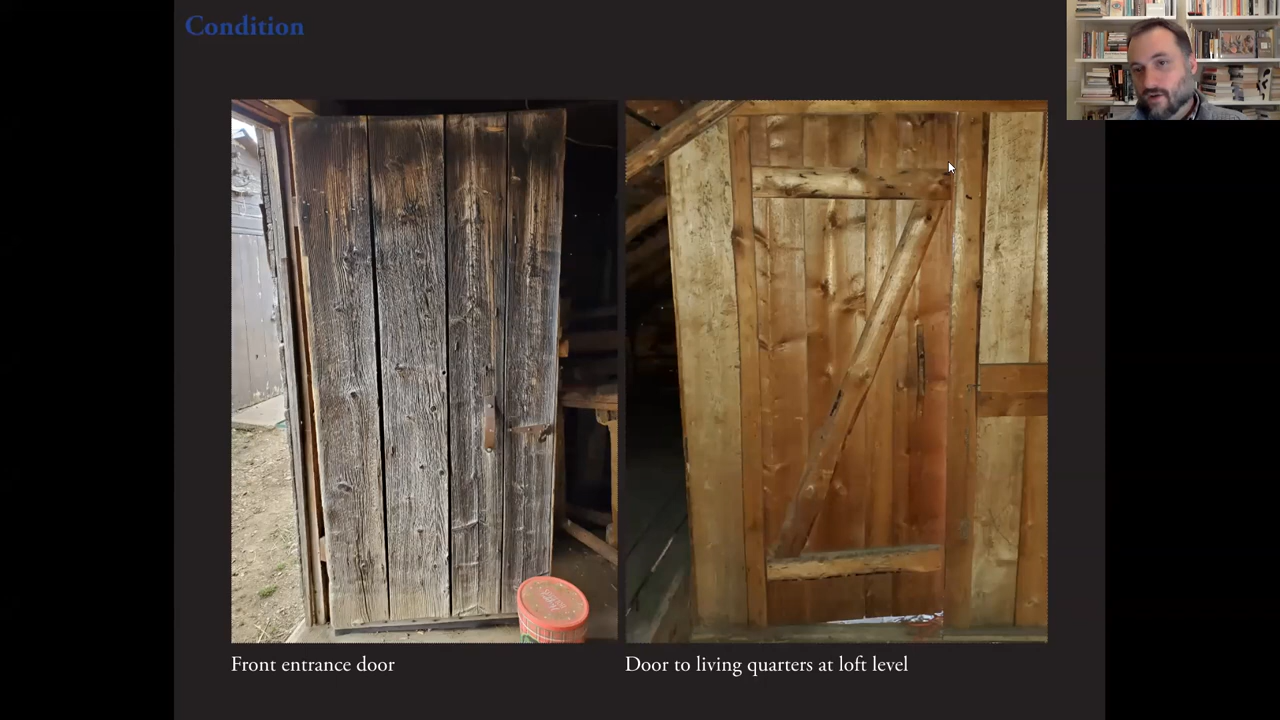 Condition
Front entrance door
Door to living quarters at loft level